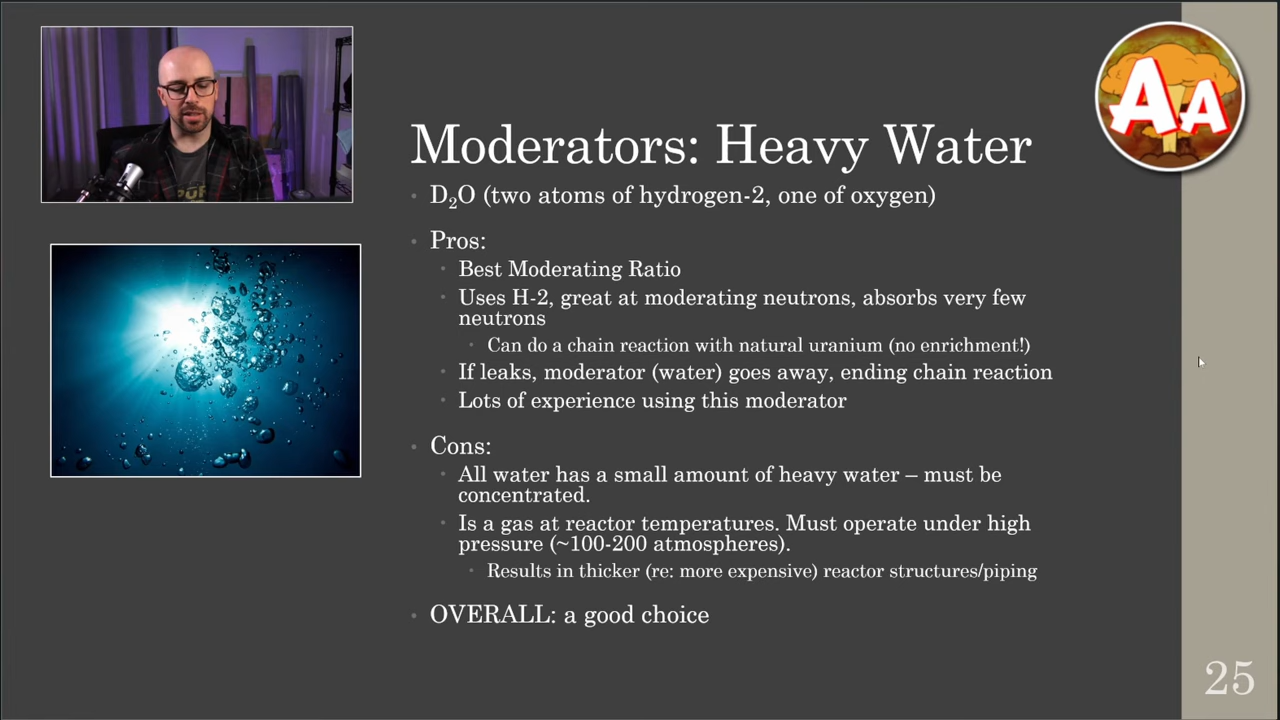 AA
Moderators: Heavy Water
D₂O (two atoms of hydrogen-2, one of oxygen)
Pros:
Best Moderating Ratio
Uses H-2, great at moderating neutrons, absorbs very few
neutrons
Can do a chain reaction with natural uranium (no enrichment!)
If leaks, moderator (water) goes away, ending chain reaction
Lots of experience using this moderator
Cons:
All water has a small amount of heavy water – must be
concentrated.
Is a gas at reactor temperatures. Must operate under high
pressure (~100-200 atmospheres).
Results in thicker (re: more expensive) reactor structures/piping
OVERALL: a good choice
25